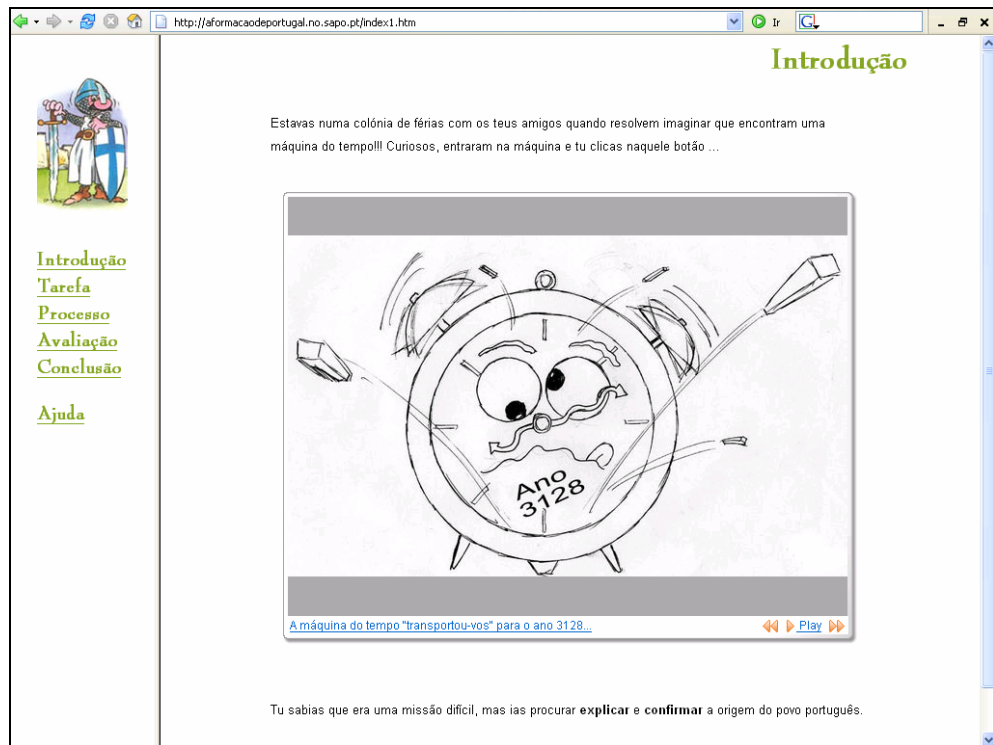 http://aformacaodeportugal.no.sapo.pt/index1.htm
Ir
G
Introdução
Estavas numa colónia de férias com os teus amigos quando resolvem imaginar que encontram uma
máquina do tempo!!! Curiosos, entraram na máquina e tu clicas naquele botão ...
Introdução
Tarefa
Processo
Avaliação
Conclusão
Ajuda
Ano
3128
A máquina do tempo "transportou-vos" para o ano 3128...
Play
Tu sabias que era uma missão difícil, mas ias procurar explicar e confirmar a origem do povo português.